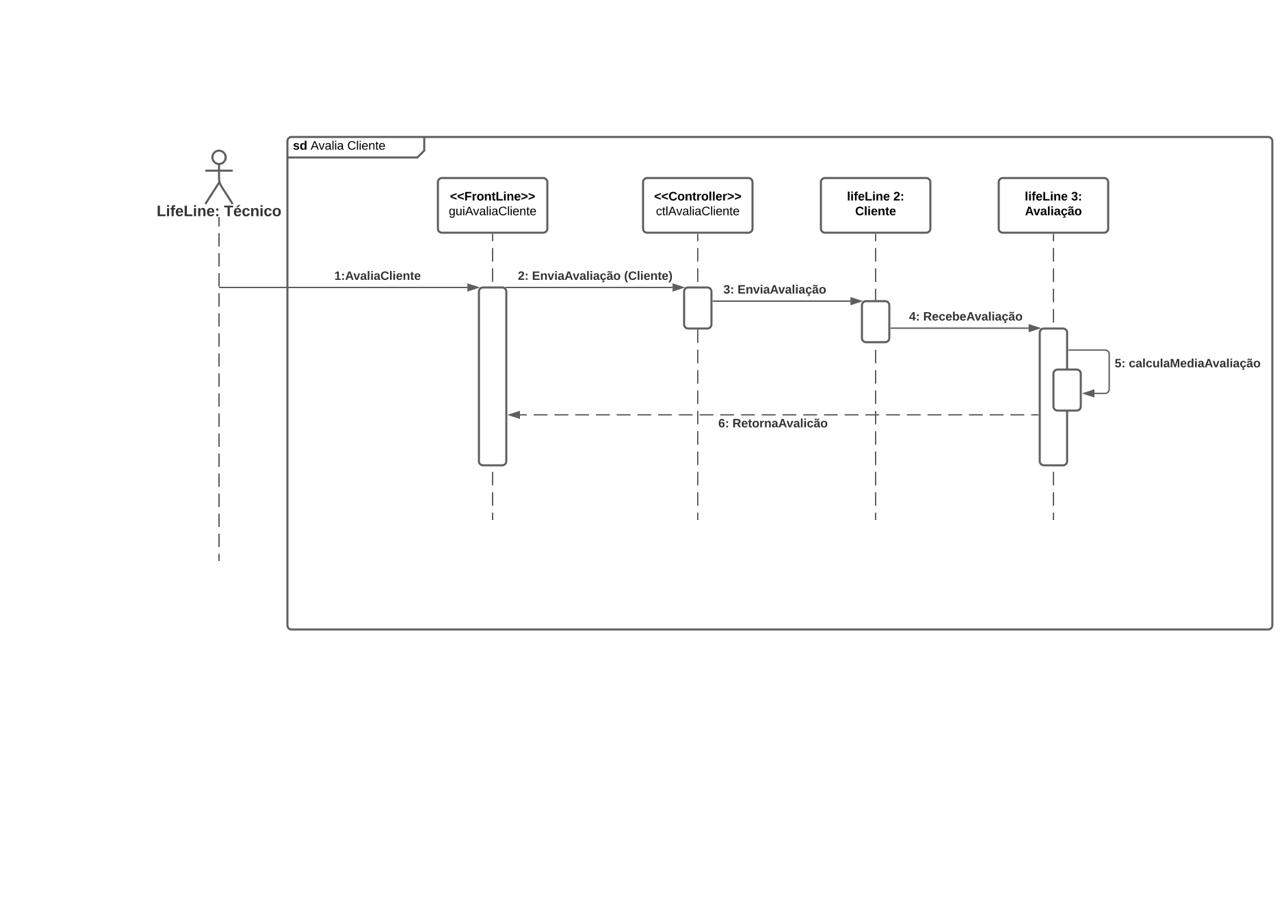 sd Avalia Cliente
LifeLine: Técnico
<<FrontLine>>
guiAvaliaCliente
<<Controller>>
ctlAvaliaCliente
lifeLine 2:
Cliente
lifeLine 3:
Avaliação
1:AvaliaCliente
2: EnviaAvaliação (Cliente)
3: EnviaAvaliação
4: RecebeAvaliação
5: calculaMediaAvaliação
6: RetornaAvalicão